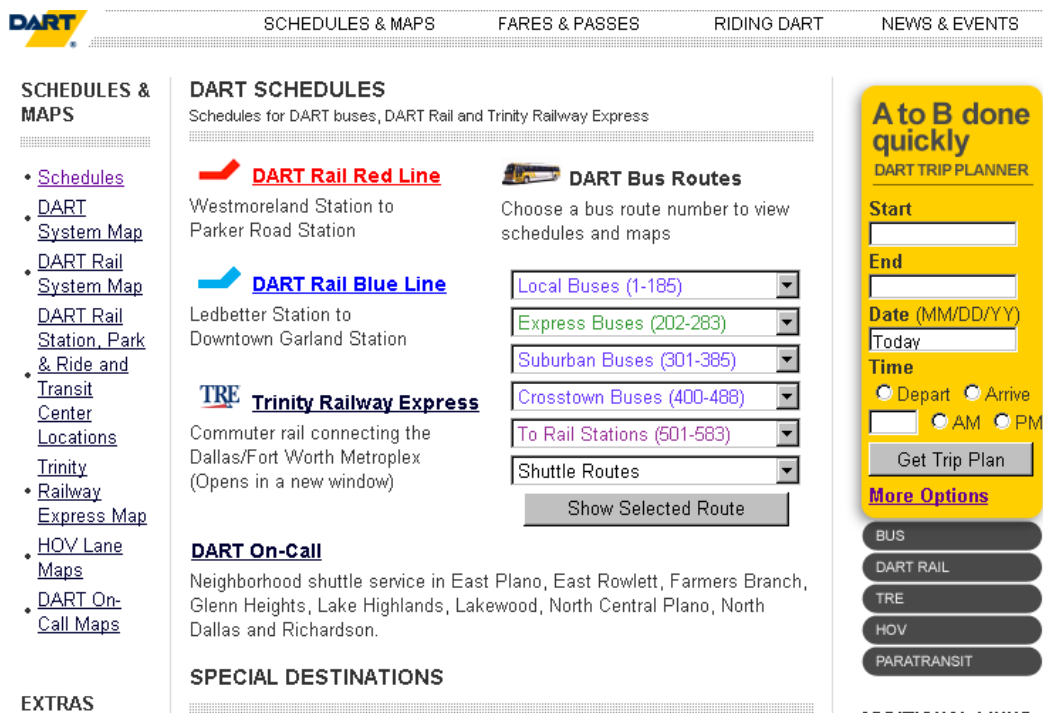 DART
SCHEDULES & MAPS
FARES & PASSES
RIDING DART
NEWS & EVENTS
SCHEDULES &
MAPS
Schedules
DART
System Map
DART Rail
System Map
DART Rail
Station, Park
& Ride and
Transit
Center
Locations
Trinity
Railway
Express Map
HOV Lane
Maps
DART On-
Call Maps
EXTRAS
DART SCHEDULES
Schedules for DART buses, DART Rail and Trinity Railway Express
DART Rail Red Line
Westmoreland Station to
Parker Road Station
DART Rail Blue Line
Ledbetter Station to
Downtown Garland Station
TRE Trinity Railway Express
Commuter rail connecting the
Dallas/Fort Worth Metroplex
(Opens in a new window)
DART Bus Routes
Choose a bus route number to view
schedules and maps
Local Buses (1-185)
Express Buses (202-283)
Suburban Buses (301-385)
Crosstown Buses (400-488)
To Rail Stations (501-583)
Shuttle Routes
Show Selected Route
DART On-Call
Neighborhood shuttle service in East Plano, East Rowlett, Farmers Branch,
Glenn Heights, Lake Highlands, Lakewood, North Central Plano, North
Dallas and Richardson.
SPECIAL DESTINATIONS
A to B done
quickly
DART TRIP PLANNER
Start
End
Date (MM/DD/YY)
Today
Time
Depart Arrive
AM PM
Get Trip Plan
More Options
BUS
DART RAIL
TRE
HOV
PARATRANSIT